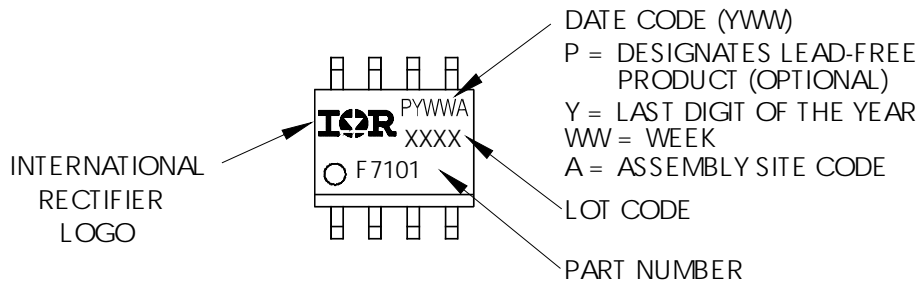 DATE CODE (YWW)
P = DESIGNATES LEAD-FREE
PRODUCT (OPTIONAL)
Y = LAST DIGIT OF THE YEAR
WW = WEEK
A = ASSEMBLY SITE CODE
LOT CODE
PART NUMBER
INTERNATIONAL
RECTIFIER
LOGO
IOR
PYWWA
XXXX
F7101